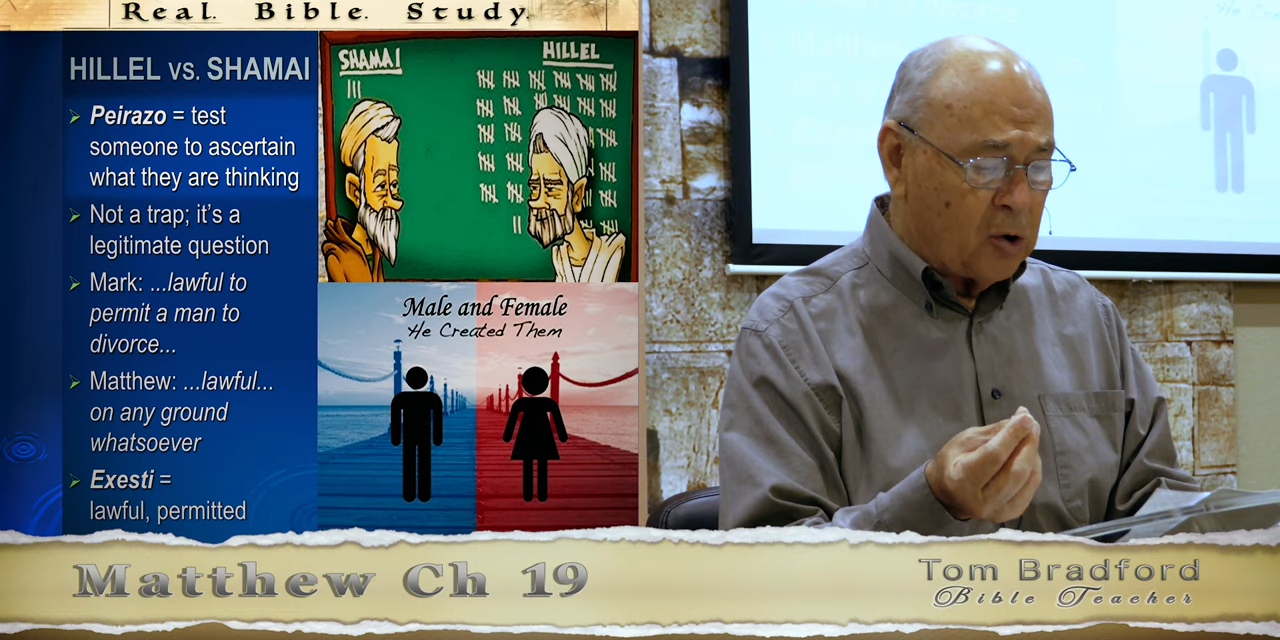 Real. Bible. Study.
HILLEL VS. SHAMAI
Peirazo = test
someone to ascertain
what they are thinking
Not a trap; it's a
legitimate question
Mark: ...lawful to
permit a man to
divorce...
Matthew: ...lawful...
on any ground
whatsoever
Exesti =
lawful, permitted
SHAMAI
HILLEL
Male and Female
He Created Them
Matthew Ch 19
Tom Bradford
Bible Teacher